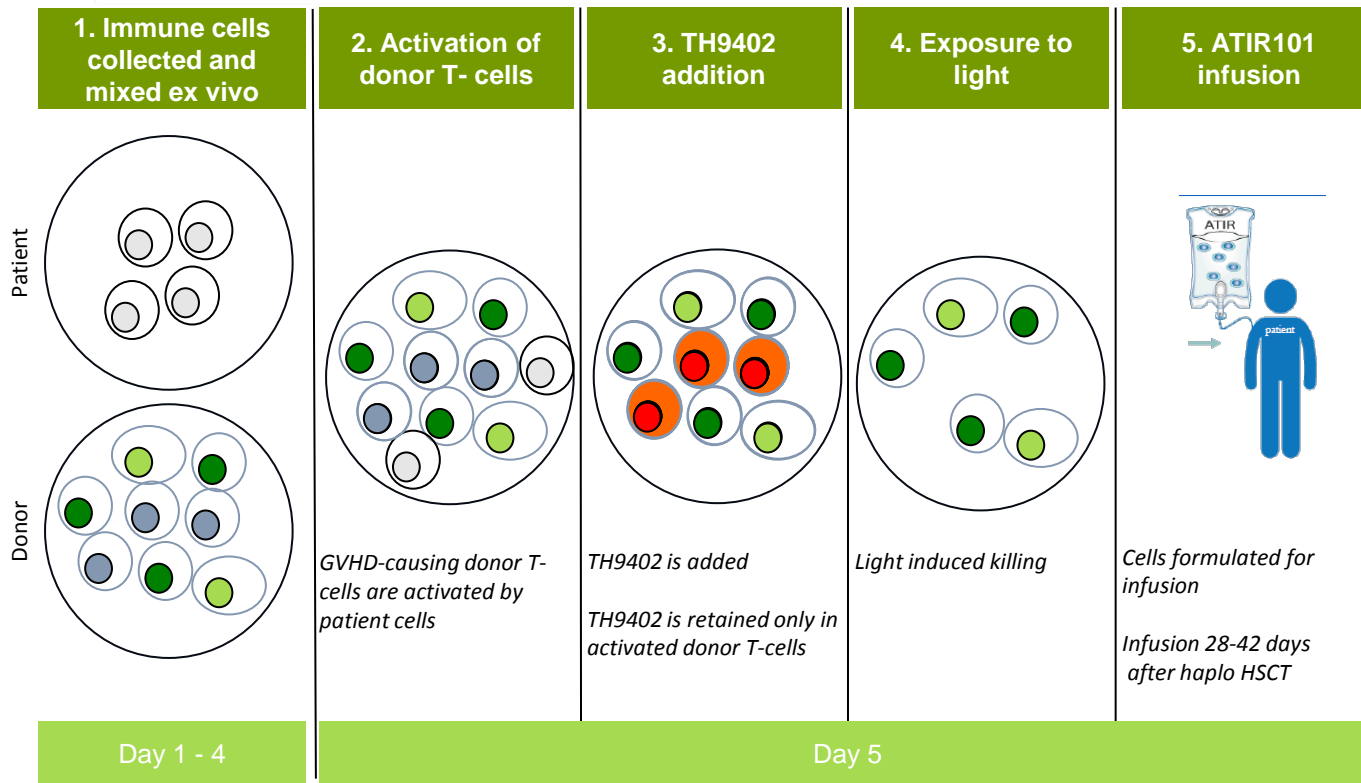 1. Immune cells
collected and
mixed ex vivo
2. Activation of
donor T- cells
3. TH9402
addition
4. Exposure to
light
5. ATIR101
infusion
Patient
Donor
ATIR
patient
GVHD-causing donor T-
cells are activated by
patient cells
TH9402 is added
TH9402 is retained only in
activated donor T-cells
Light induced killing
Cells formulated for
infusion
Infusion 28-42 days
after haplo HSCT
Day 1 - 4
Day 5